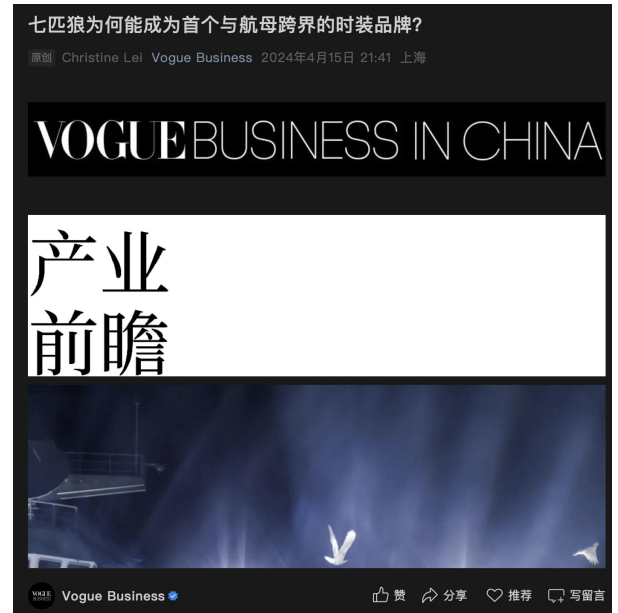 七匹狼为何能成为首个与航母跨界的时装品牌?
原创 Christine Lei Vogue Business 2024年4月15日 21:41 上海
VOGUE BUSINESS IN CHINA
产业
前瞻
VOGUE BUSINESS Vogue Business 赞 分享 推荐 写留言